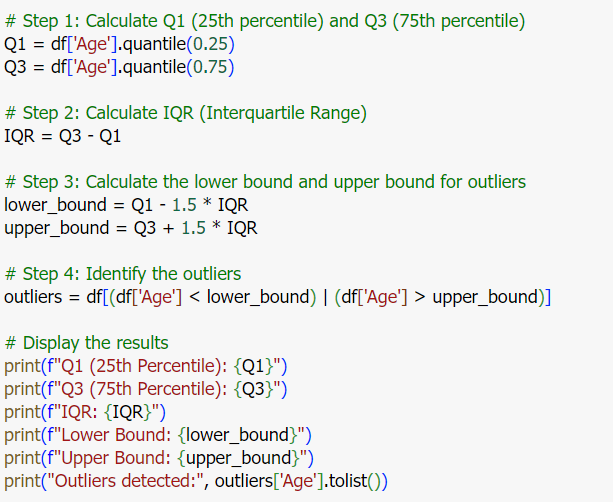 # Step 1: Calculate Q1 (25th percentile) and Q3 (75th percentile)
Q1 = df['Age'].quantile(0.25)
Q3 = df['Age'].quantile(0.75)
# Step 2: Calculate IQR (Interquartile Range)
IQR = Q3 - Q1
# Step 3: Calculate the lower bound and upper bound for outliers
lower_bound = Q1 - 1.5 * IQR
upper_bound = Q3 + 1.5 * IQR
# Step 4: Identify the outliers
outliers = df[(df['Age'] < lower_bound) | (df['Age'] > upper_bound)]
# Display the results
print(f"Q1 (25th Percentile): {Q1}")
print(f"Q3 (75th Percentile): {Q3}")
print(f"IQR: {IQR}")
print(f"Lower Bound: {lower_bound}")
print(f"Upper Bound: {upper_bound}")
print("Outliers detected:", outliers['Age'].tolist())